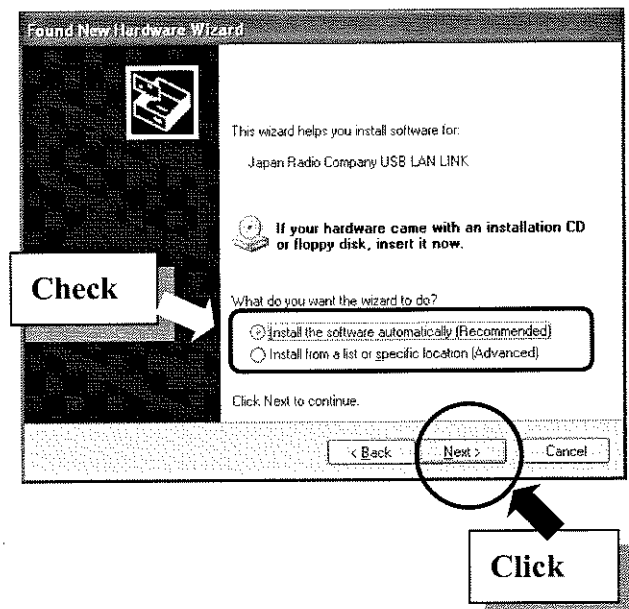 Found New Hardware Wizard
This wizard helps you install software for:
Japan Radio Company USB LAN LINK
If your hardware came with an installation CD
or floppy disk, insert it now.
Check
What do you want the wizard to do?
Install the software automatically (Recommended)
Install from a list or specific location (Advanced)
Click Next to continue.
< Back
Next >
Cancel
Click